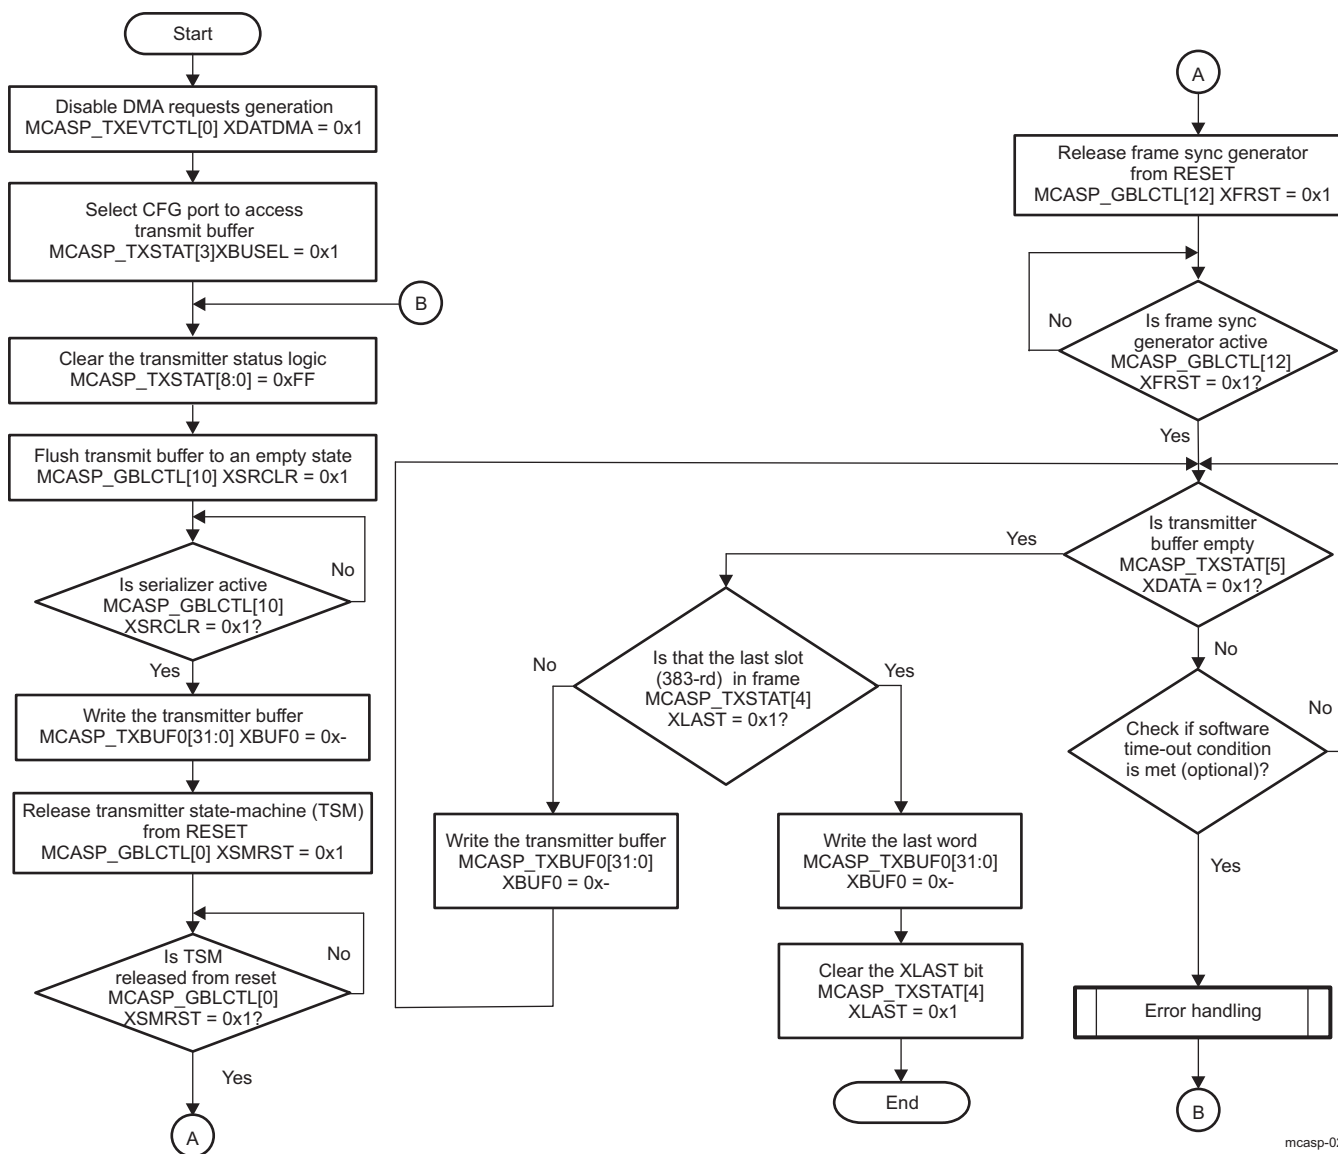 Start
Disable DMA requests generation
MCASP_TXEVTCTL[0] XDATDMA = 0x1
Select CFG port to access
transmit buffer
MCASP_TXSTAT[3]XBUSEL = 0x1
B
Clear the transmitter status logic
MCASP_TXSTAT[8:0] = 0xFF
Flush transmit buffer to an empty state
MCASP_GBLCTL[10] XSRCLR = 0x1
Is serializer active
MCASP_GBLCTL[10]
XSRCLR = 0x1?
No
Yes
Write the transmitter buffer
MCASP_TXBUF0[31:0] XBUF0 = 0x-
Release transmitter state-machine (TSM)
from RESET
MCASP_GBLCTL[0] XSMRST = 0x1
Is TSM
released from reset
MCASP_GBLCTL[0]
XSMRST = 0x1?
No
Yes
A
A
Release frame sync generator
from RESET
MCASP_GBLCTL[12] XFRST = 0x1
Is frame sync
generator active
MCASP_GBLCTL[12]
XFRST = 0x1?
No
Yes
Is transmitter
buffer empty
MCASP_TXSTAT[5]
XDATA = 0x1?
Yes
No
Is that the last slot
(383-rd) in frame
MCASP_TXSTAT[4]
XLAST = 0x1?
No
Yes
Write the transmitter buffer
MCASP_TXBUF0[31:0]
XBUF0 = 0x-
Write the last word
MCASP_TXBUF0[31:0]
XBUF0 = 0x-
Clear the XLAST bit
MCASP_TXSTAT[4]
XLAST = 0x1
End
Check if software
time-out condition
is met (optional)?
No
Yes
Error handling
B